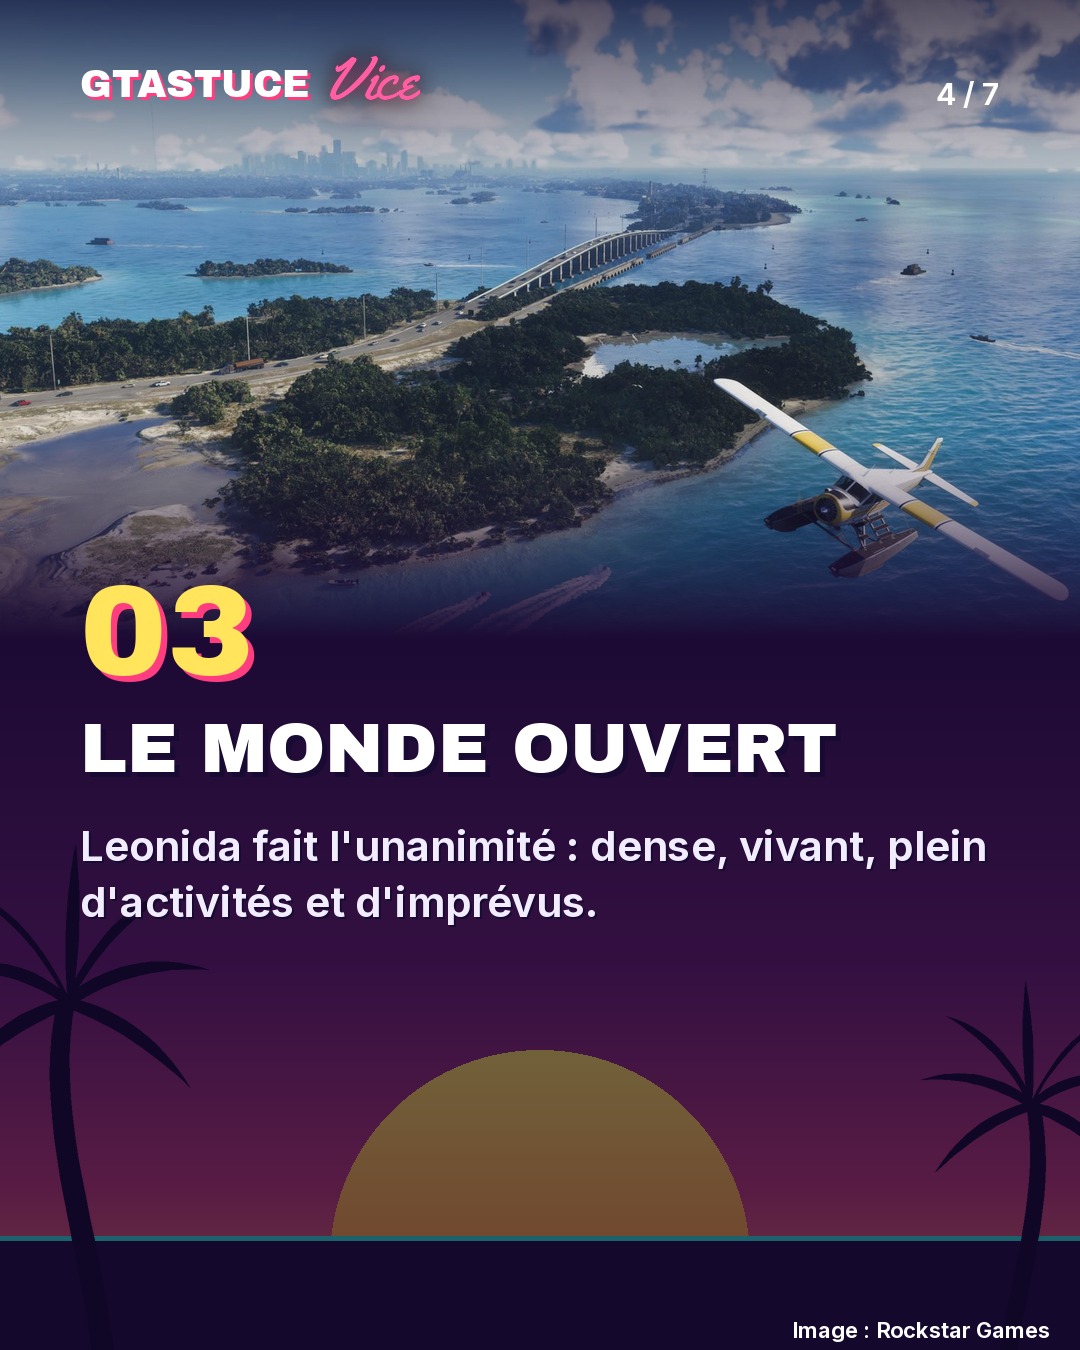 GTASTUCE Vice
4 / 7
03
LE MONDE OUVERT
Leonida fait l'unanimité : dense, vivant, plein
d'activités et d'imprévus.
Image : Rockstar Games